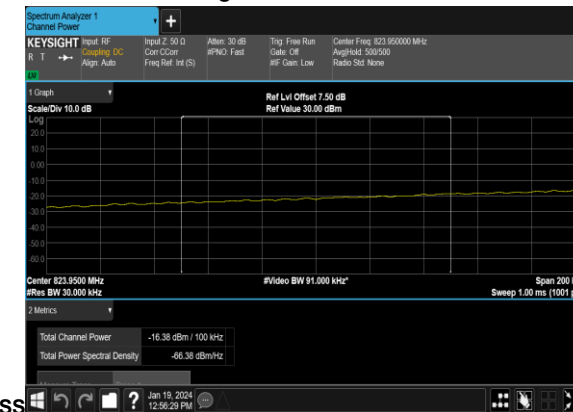 Spectrum Analyzer 1
Channel Power
+
KEYSIGHT Input: RF Input Z: 50 Ω Atten: 30 dB Trig: Free Run Center Freq: 823.950000 MHz
R T Coupling: DC Corr CCorr #PNO: Fast Gate: Off Avg|Hold: 500/500
Align: Auto Freq Ref: Int (S) #IF Gain: Low Radio Std: None
1 Graph
Ref Lvl Offset 7.50 dB
Scale/Div 10.0 dB Ref Value 30.00 dBm
Log
20.0
10.0
0.00
-10.0
-20.0
-30.0
-40.0
-50.0
-60.0
Center 823.9500 MHz #Video BW 91.000 kHz* Span 200
#Res BW 30.000 kHz Sweep 1.00 ms (1001
2 Metrics
Total Channel Power -16.38 dBm / 100 kHz
Total Power Spectral Density -66.38 dBm/Hz
ss
? Jan 19, 2024
12:56:29 PM